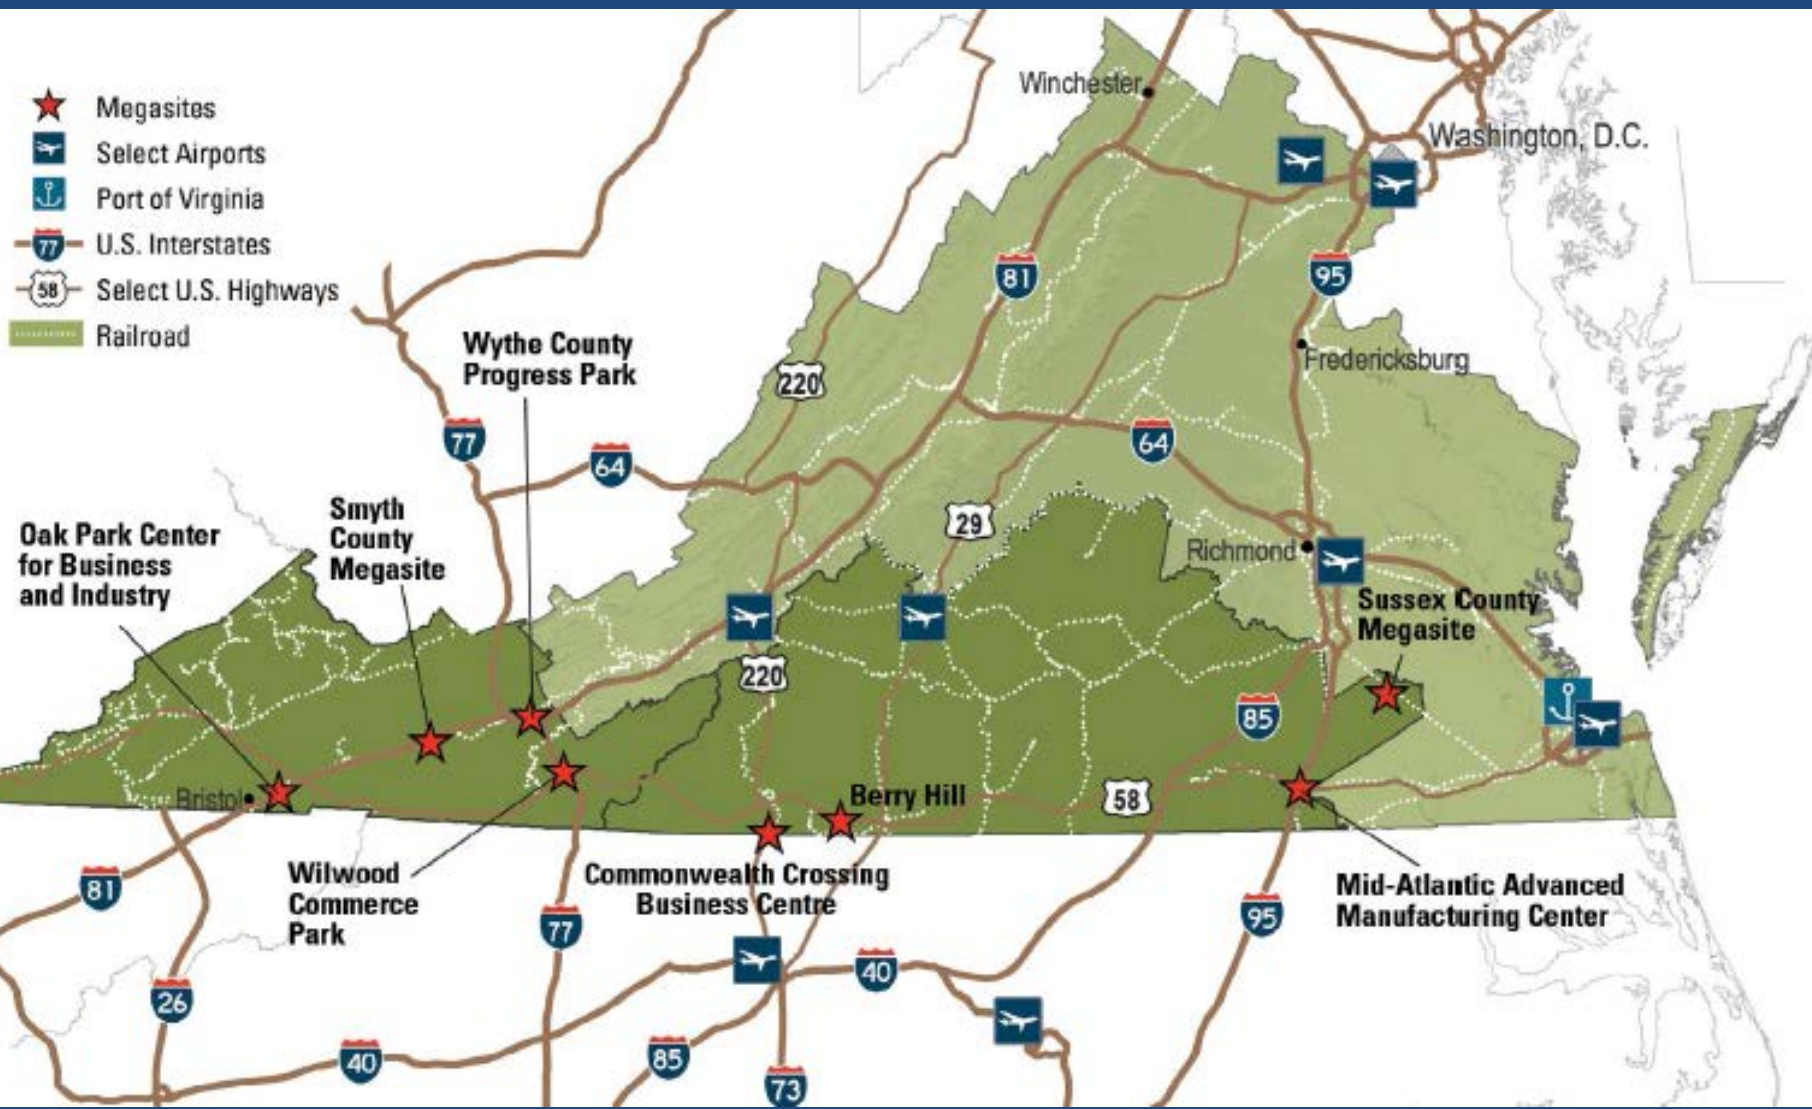 Megasites
Select Airports
Port of Virginia
77
U.S. Interstates
58
Select U.S. Highways
Railroad
Winchester
Washington, D.C.
81
95
Fredericksburg
Wythe County
Progress Park
220
77
64
64
Smyth
County
Megasite
Oak Park Center
for Business
and Industry
29
Richmond
Sussex County
Megasite
220
85
Bristol
Berry Hill
58
Wilwood
Commerce
Park
Commonwealth Crossing
Business Centre
Mid-Atlantic Advanced
Manufacturing Center
81
77
95
26
40
40
85
73